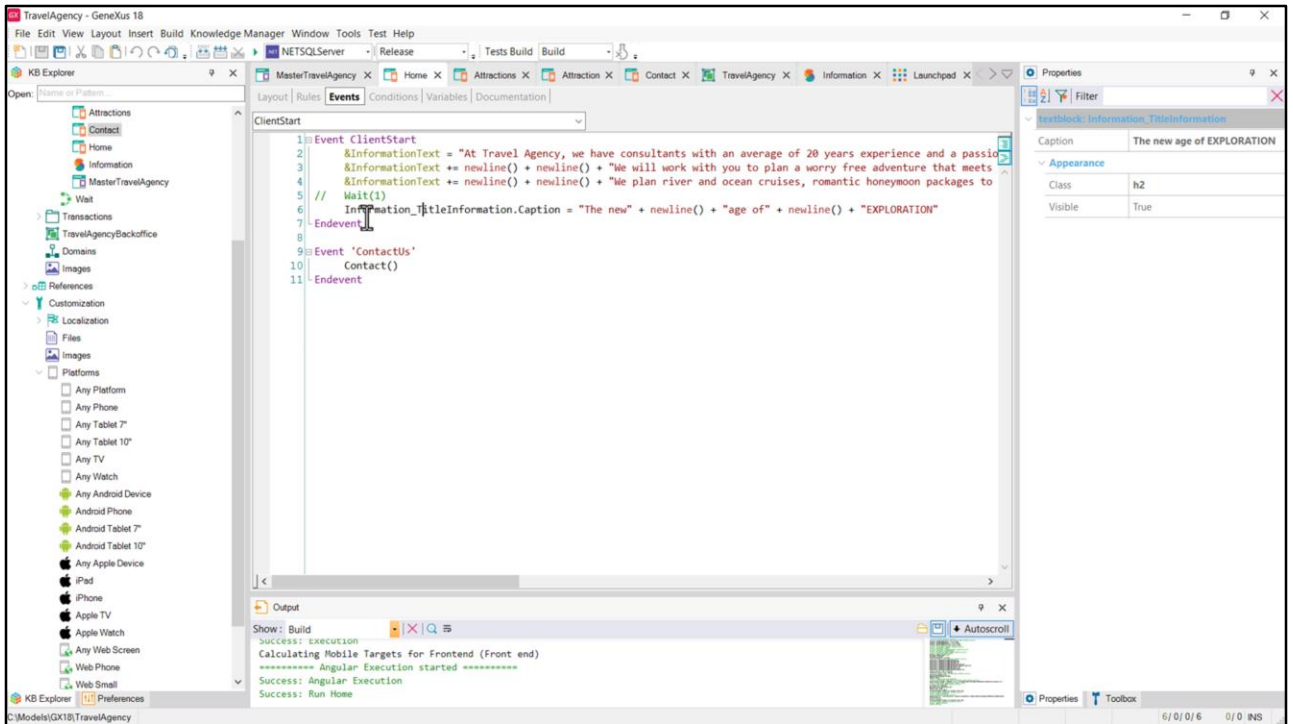 TravelAgency - GeneXus 18
File Edit View Layout Insert Build Knowledge Manager Window Tools Test Help
NETSQLServer Release Tests Build Build
KB Explorer
Open: Name or Pattern...
Attractions
Contact
Home
Information
MasterTravelAgency
Wait
Transactions
TravelAgencyBackoffice
Domains
Images
References
Customization
Localization
Files
Images
Platforms
Any Platform
Any Phone
Any Tablet 7"
Any Tablet 10"
Any TV
Any Watch
Any Android Device
Android Phone
Android Tablet 7"
Android Tablet 10"
Any Apple Device
iPad
iPhone
Apple TV
Apple Watch
Any Web Screen
Web Phone
Web Small
KB Explorer Preferences
MasterTravelAgency Home Attractions Attraction Contact TravelAgency Information Launchpad
Layout Rules Events Conditions Variables Documentation
ClientStart
1 Event ClientStart
2 &InformationText = "At Travel Agency, we have consultants with an average of 20 years experience and a passio
3 &InformationText += newline() + newline() + "We will work with you to plan a worry free adventure that meets
4 &InformationText += newline() + newline() + "We plan river and ocean cruises, romantic honeymoon packages to
5 // Wait(1)
6 Information_TitleInformation.Caption = "The new" + newline() + "age of" + newline() + "EXPLORATION"
7 Endevent
8
9 Event 'ContactUs'
10 Contact()
11 Endevent
Output
Show: Build Autoscroll
Success: Execution
Calculating Mobile Targets for Frontend (Front end)
========== Angular Execution started ==========
Success: Angular Execution
Success: Run Home
Properties
Filter
textblock: Information_TitleInformation
Caption The new age of EXPLORATION
Appearance
Class h2
Visible True
Properties Toolbox
C:\Models\GX18\TravelAgency 6/0/0/6 0/0 INS